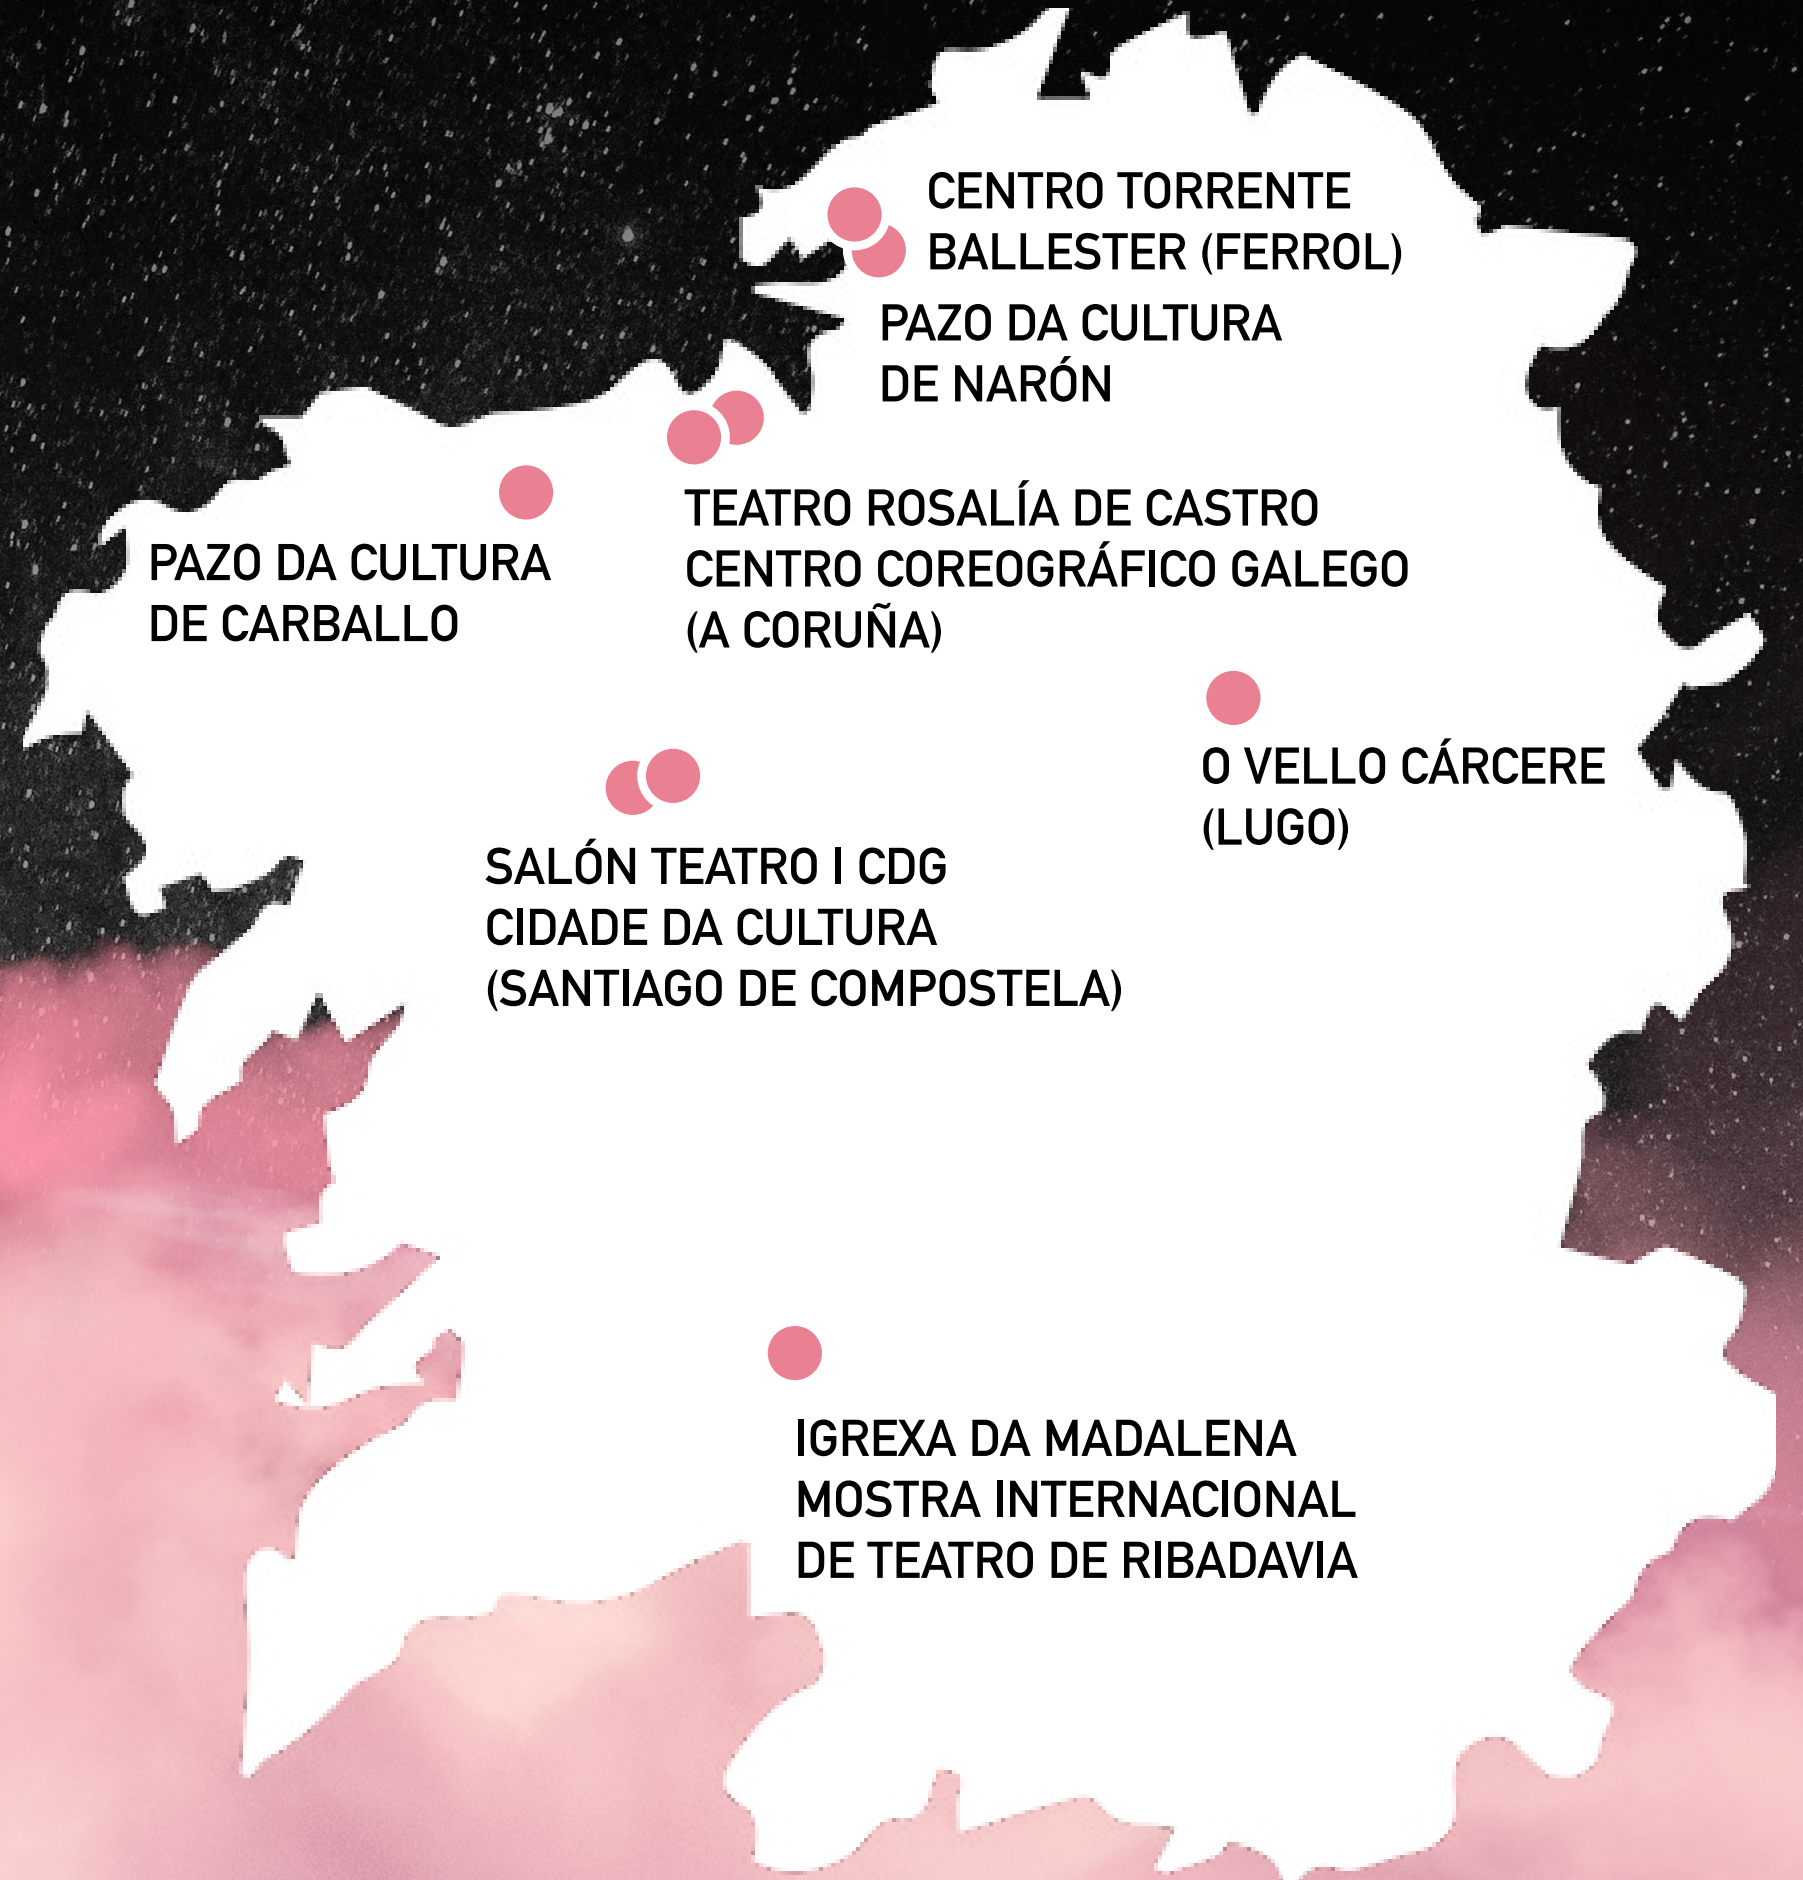 CENTRO TORRENTE
BALLESTER (FERROL)
PAZO DA CULTURA
DE NARÓN
TEATRO ROSALÍA DE CASTRO
CENTRO COREOGRÁFICO GALEGO
(A CORUÑA)
PAZO DA CULTURA
DE CARBALLO
O VELLO CÁRCERE
(LUGO)
SALÓN TEATRO I CDG
CIDADE DA CULTURA
(SANTIAGO DE COMPOSTELA)
IGREXA DA MADALENA
MOSTRA INTERNACIONAL
DE TEATRO DE RIBADAVIA